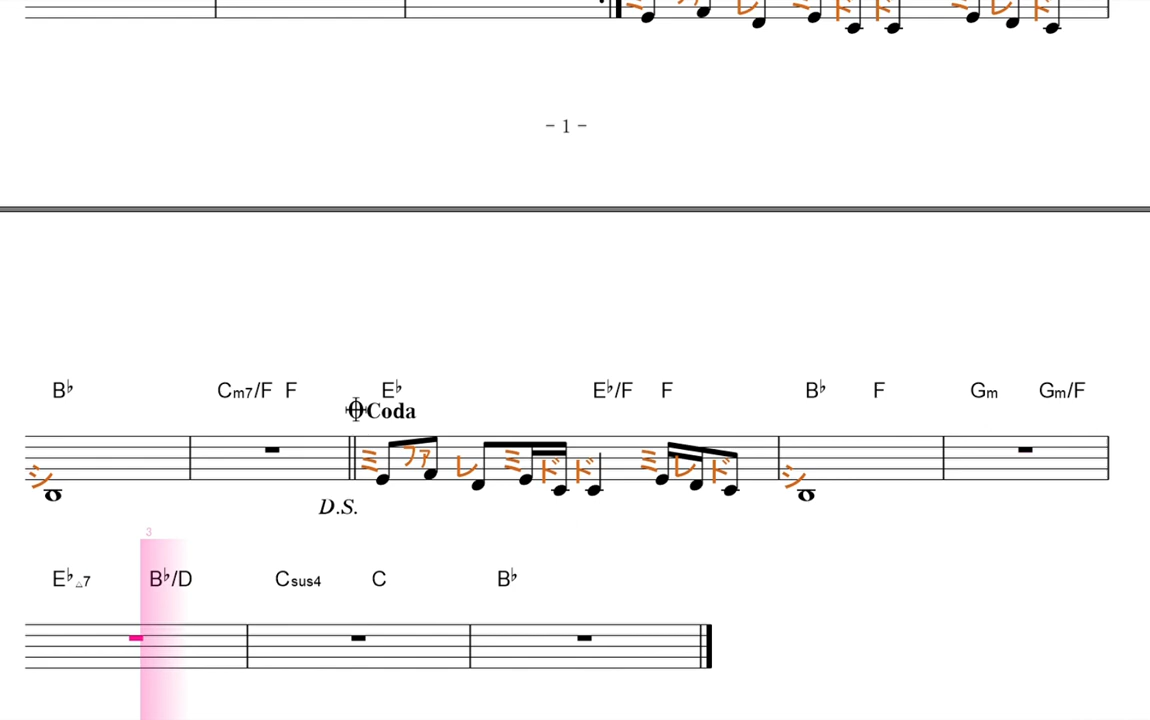 ミ ファ レ ミ ド ド ミ レ ド
- 1 -
B♭ Cm7/F F E♭ E♭/F F B♭ F Gm Gm/F
Coda
シ ミ ファ レ ミ ド ド ミ レ ド シ
D.S.
3
E♭△7 B♭/D Csus4 C B♭